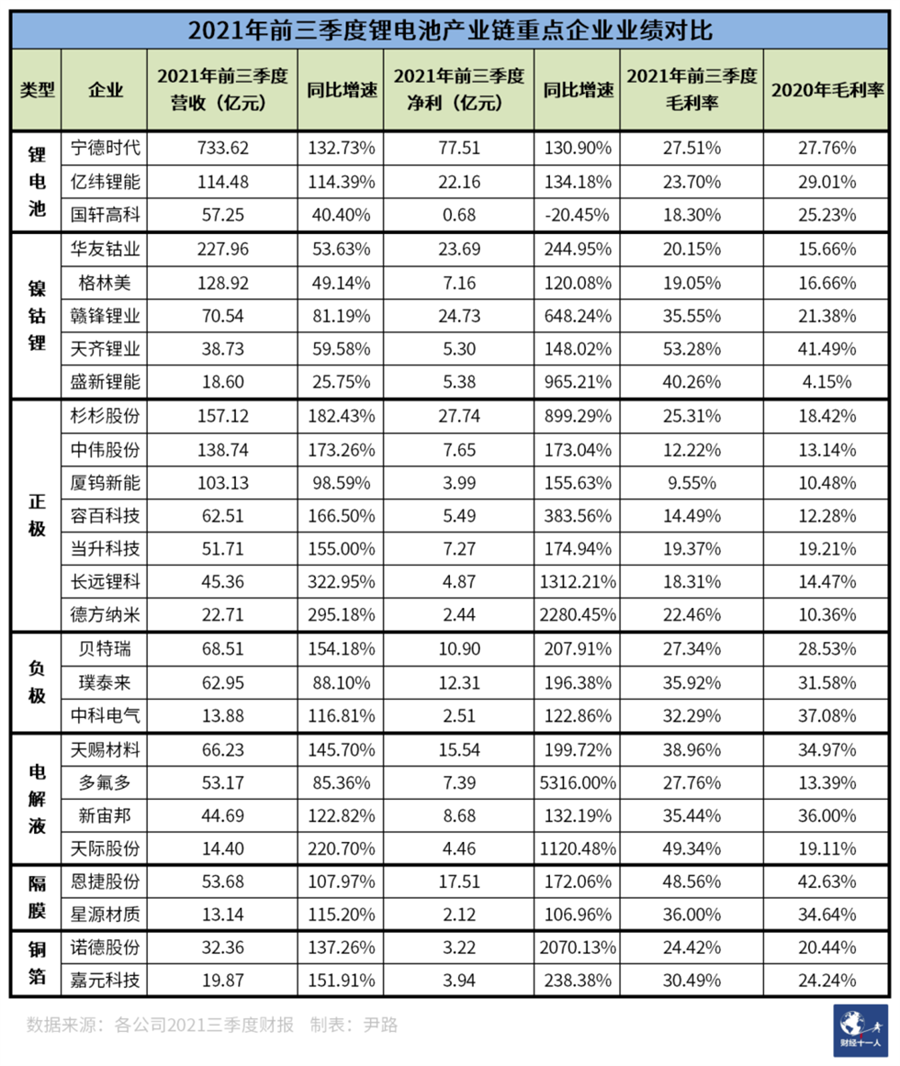 2021年前三季度锂电池产业链重点企业业绩对比
类型 企业 2021年前三季度营收（亿元） 同比增速 2021年前三季度净利（亿元） 同比增速 2021年前三季度毛利率 2020年毛利率
锂电池
宁德时代 733.62 132.73% 77.51 130.90% 27.51% 27.76%
亿纬锂能 114.48 114.39% 22.16 134.18% 23.70% 29.01%
国轩高科 57.25 40.40% 0.68 -20.45% 18.30% 25.23%
镍钴锂
华友钴业 227.96 53.63% 23.69 244.95% 20.15% 15.66%
格林美 128.92 49.14% 7.16 120.08% 19.05% 16.66%
赣锋锂业 70.54 81.19% 24.73 648.24% 35.55% 21.38%
天齐锂业 38.73 59.58% 5.30 148.02% 53.28% 41.49%
盛新锂能 18.60 25.75% 5.38 965.21% 40.26% 4.15%
正极
杉杉股份 157.12 182.43% 27.74 899.29% 25.31% 18.42%
中伟股份 138.74 173.26% 7.65 173.04% 12.22% 13.14%
厦钨新能 103.13 98.59% 3.99 155.63% 9.55% 10.48%
容百科技 62.51 166.50% 5.49 383.56% 14.49% 12.28%
当升科技 51.71 155.00% 7.27 174.94% 19.37% 19.21%
长远锂科 45.36 322.95% 4.87 1312.21% 18.31% 14.47%
德方纳米 22.71 295.18% 2.44 2280.45% 22.46% 10.36%
负极
贝特瑞 68.51 154.18% 10.90 207.91% 27.34% 28.53%
璞泰来 62.95 88.10% 12.31 196.38% 35.92% 31.58%
中科电气 13.88 116.81% 2.51 122.86% 32.29% 37.08%
电解液
天赐材料 66.23 145.70% 15.54 199.72% 38.96% 34.97%
多氟多 53.17 85.36% 7.39 5316.00% 27.76% 13.39%
新宙邦 44.69 122.82% 8.68 132.19% 35.44% 36.00%
天际股份 14.40 220.70% 4.46 1120.48% 49.34% 19.11%
隔膜
恩捷股份 53.68 107.97% 17.51 172.06% 48.56% 42.63%
星源材质 13.14 115.20% 2.12 106.96% 36.00% 34.64%
铜箔
诺德股份 32.36 137.26% 3.22 2070.13% 24.42% 20.44%
嘉元科技 19.87 151.91% 3.94 238.38% 30.49% 24.24%
数据来源：各公司2021三季度财报 制表：尹路
财经十一人